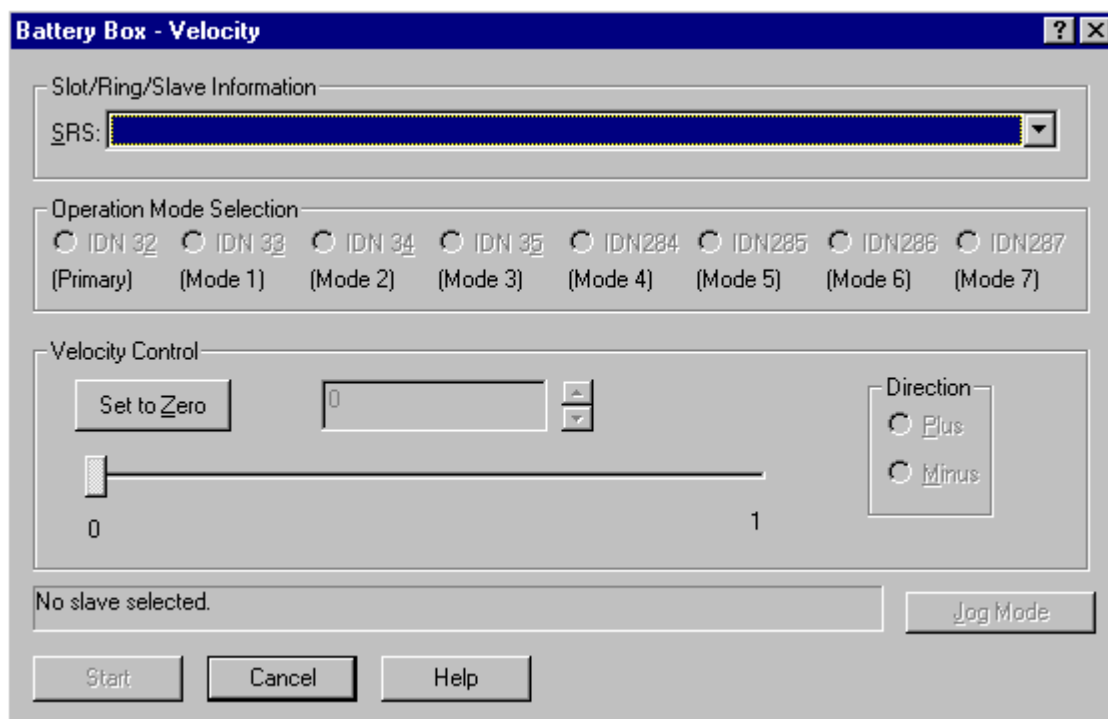 Battery Box - Velocity
Slot/Ring/Slave Information
SRS:
Operation Mode Selection
IDN 32 IDN 33 IDN 34 IDN 35 IDN284 IDN285 IDN286 IDN287
(Primary) (Mode 1) (Mode 2) (Mode 3) (Mode 4) (Mode 5) (Mode 6) (Mode 7)
Velocity Control
Set to Zero 0
Direction
Plus
Minus
0 1
No slave selected.
Jog Mode
Start Cancel Help